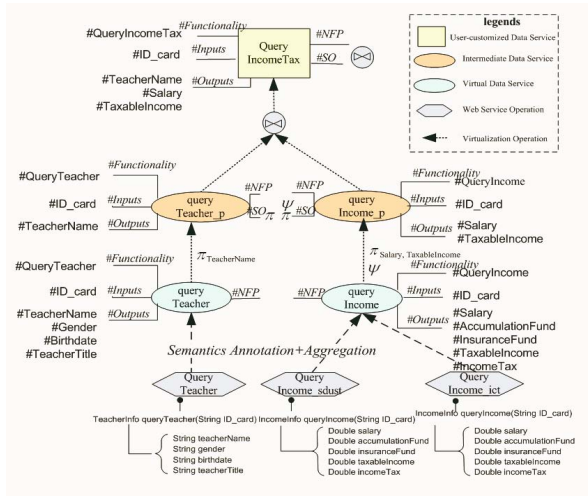 legends
User-customized Data Service
Intermediate Data Service
Virtual Data Service
Web Service Operation
Virtualization Operation
#QueryIncomeTax
#Functionality
#ID_card
#Inputs
#TeacherName
#Salary
#TaxableIncome
#Outputs
Query
IncomeTax
#NFP
#SO
#Functionality
#QueryTeacher
#ID_card
#Inputs
#TeacherName
#Outputs
query
Teacher_p
#NFP
#SO π
#NFP
ψ
π #SO
query
Income_p
#Functionality
#QueryIncome
#Inputs
#ID_card
#Outputs
#Salary
#TaxableIncome
π TeacherName
π Salary, TaxableIncome
ψ
#Functionality
#QueryTeacher
#ID_card
#Inputs
#TeacherName
#Gender
#Birthdate
#TeacherTitle
#Outputs
query
Teacher
#NFP
#NFP
query
Income
#Functionality
#QueryIncome
#Inputs
#ID_card
#Outputs
#Salary
#AccumulationFund
#InsuranceFund
#TaxableIncome
#IncomeTax
Semantics Annotation+Aggregation
Query
Teacher
Query
Income_sdust
Query
Income_ict
TeacherInfo queryTeacher(String ID_card)
String teacherName
String gender
String birthdate
String teacherTitle
IncomeInfo queryIncome(String ID_card)
Double salary
Double accumulationFund
Double insuranceFund
Double taxableIncome
Double incomeTax
IncomeInfo queryIncome(String ID_card)
Double salary
Double accumulationFund
Double insuranceFund
Double taxableIncome
Double incomeTax